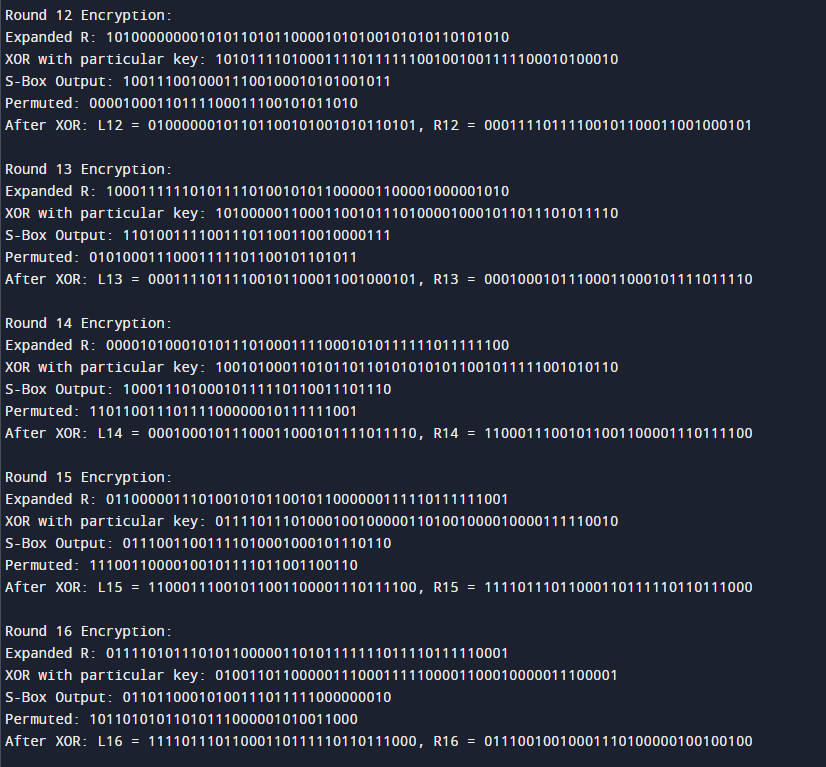 Round 12 Encryption:
Expanded R: 101000000001010110101100001010100101010110101010
XOR with particular key: 101011110100011110111111001001001111100010100010
S-Box Output: 10011100100011100100010101001011
Permuted: 00001000110111100011100101011010
After XOR: L12 = 01000000101101100101001010110101, R12 = 00011110111100101100011001000101
Round 13 Encryption:
Expanded R: 100011111101011110100101011000001100001000001010
XOR with particular key: 101000001100011001011101000010001011011101011110
S-Box Output: 11010011110011101100110010000111
Permuted: 01010001110001111101100101101011
After XOR: L13 = 00011110111100101100011001000101, R13 = 00010001011100011000101111011110
Round 14 Encryption:
Expanded R: 000010100010101110100011110001010111111011111100
XOR with particular key: 100101000110101101101010101011001011111001010110
S-Box Output: 10001110100010111110110011101110
Permuted: 11011001110111100000010111111001
After XOR: L14 = 00010001011100011000101111011110, R14 = 11000111001011001100001110111100
Round 15 Encryption:
Expanded R: 011000001110100101011001011000000111110111111001
XOR with particular key: 011110111010001001000001101001000010000111110010
S-Box Output: 01110011001111010001000101110110
Permuted: 11100110000100101111011001100110
After XOR: L15 = 11000111001011001100001110111100, R15 = 11110111011000110111110110111000
Round 16 Encryption:
Expanded R: 011110101110101100000110101111111011110111110001
XOR with particular key: 010011011000001110001111100001100010000011100001
S-Box Output: 01101100010100111011111000000010
Permuted: 10110101011010111000001010011000
After XOR: L16 = 11110111011000110111110110111000, R16 = 01110010010001110100000100100100